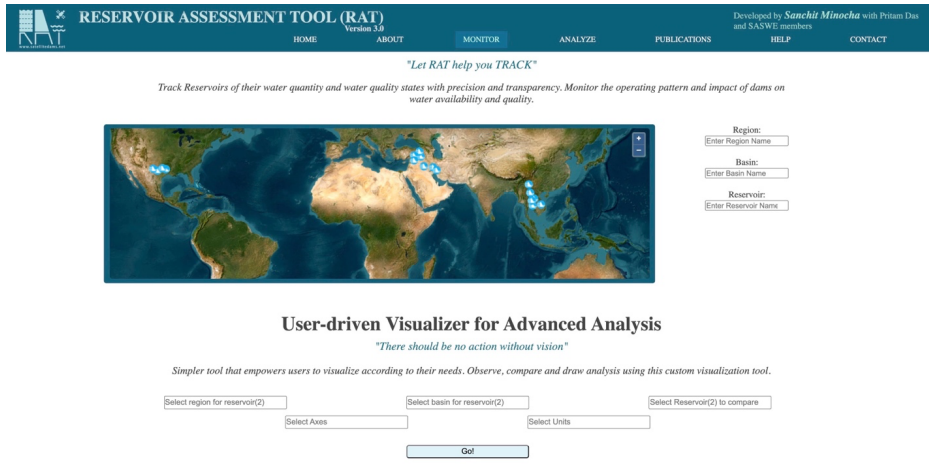 RESERVOIR ASSESSMENT TOOL (RAT)
Version 3.0
Developed by Sanchit Minocha with Pritam Das
and SASWE members
RAT
www.satellitedams.net
HOME ABOUT MONITOR ANALYZE PUBLICATIONS HELP CONTACT
"Let RAT help you TRACK"
Track Reservoirs of their water quantity and water quality states with precision and transparency. Monitor the operating pattern and impact of dams on
water availability and quality.
+
−
Region:
Enter Region Name
Basin:
Enter Basin Name
Reservoir:
Enter Reservoir Name
User-driven Visualizer for Advanced Analysis
"There should be no action without vision"
Simpler tool that empowers users to visualize according to their needs. Observe, compare and draw analysis using this custom visualization tool.
Select region for reservoir(2) Select basin for reservoir(2) Select Reservoir(2) to compare
Select Axes Select Units
Go!